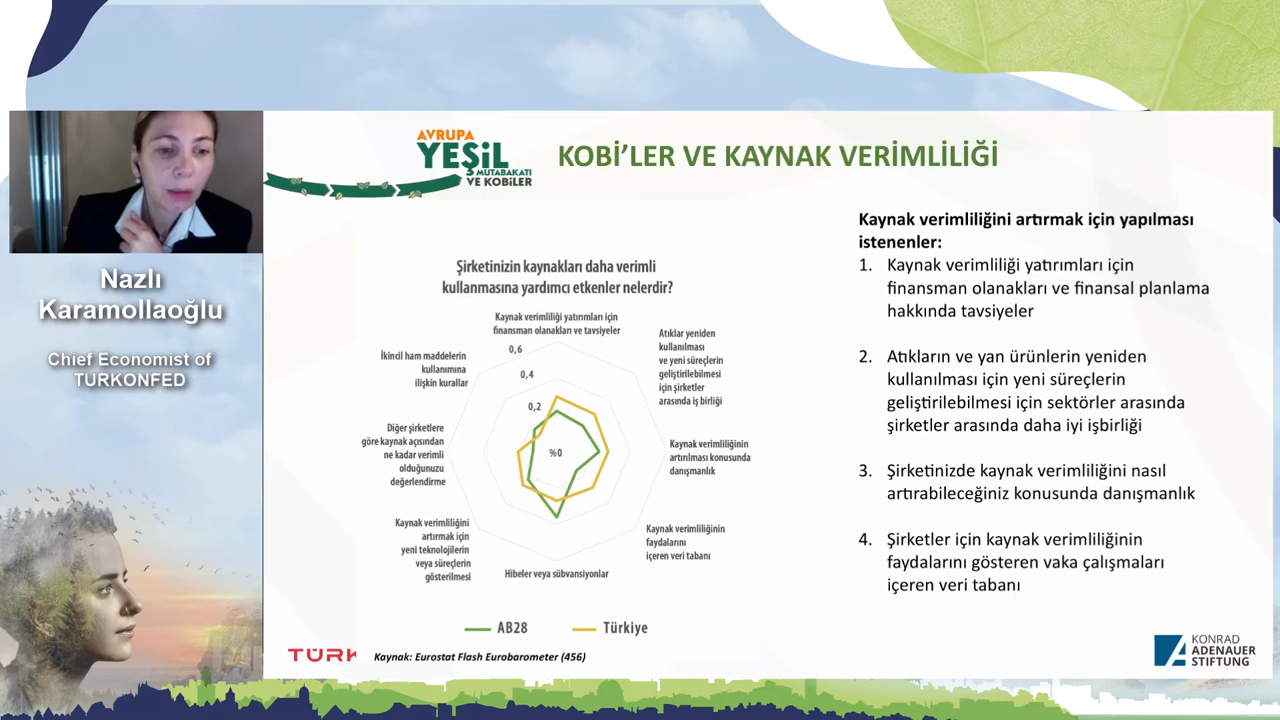 AVRUPA
YEŞİL
MUTABAKATI
VE KOBİLER
KOBİ’LER VE KAYNAK VERİMLİLİĞİ
Nazlı
Karamollaoğlu
Chief Economist of
TÜRKONFED
Şirketinizin kaynakları daha verimli
kullanmasına yardımcı etkenler nelerdir?
Kaynak verimliliği yatırımları için
finansman olanakları ve tavsiyeler
Atıklar yeniden
kullanılması
ve yeni süreçlerin
geliştirilebilmesi
için şirketler
arasında iş birliği
Kaynak verimliliğinin
artırılması konusunda
danışmanlık
Kaynak verimliliğinin
faydalarını
içeren veri tabanı
Hibeler veya sübvansiyonlar
Kaynak verimliliğini
artırmak için
yeni teknolojilerin
veya süreçlerin
gösterilmesi
Diğer şirketlere
göre kaynak açısından
ne kadar verimli
olduğunuzu
değerlendirme
İkincil ham maddelerin
kullanımına
ilişkin kurallar
0,6
0,4
0,2
%0
AB28
Türkiye
Kaynak: Eurostat Flash Eurobarometer (456)
Kaynak verimliliğini artırmak için yapılması
istenenler:
1. Kaynak verimliliği yatırımları için
finansman olanakları ve finansal planlama
hakkında tavsiyeler
2. Atıkların ve yan ürünlerin yeniden
kullanılması için yeni süreçlerin
geliştirilebilmesi için sektörler arasında
şirketler arasında daha iyi işbirliği
3. Şirketinizde kaynak verimliliğini nasıl
artırabileceğiniz konusunda danışmanlık
4. Şirketler için kaynak verimliliğinin
faydalarını gösteren vaka çalışmaları
içeren veri tabanı
KONRAD
ADENAUER
STIFTUNG